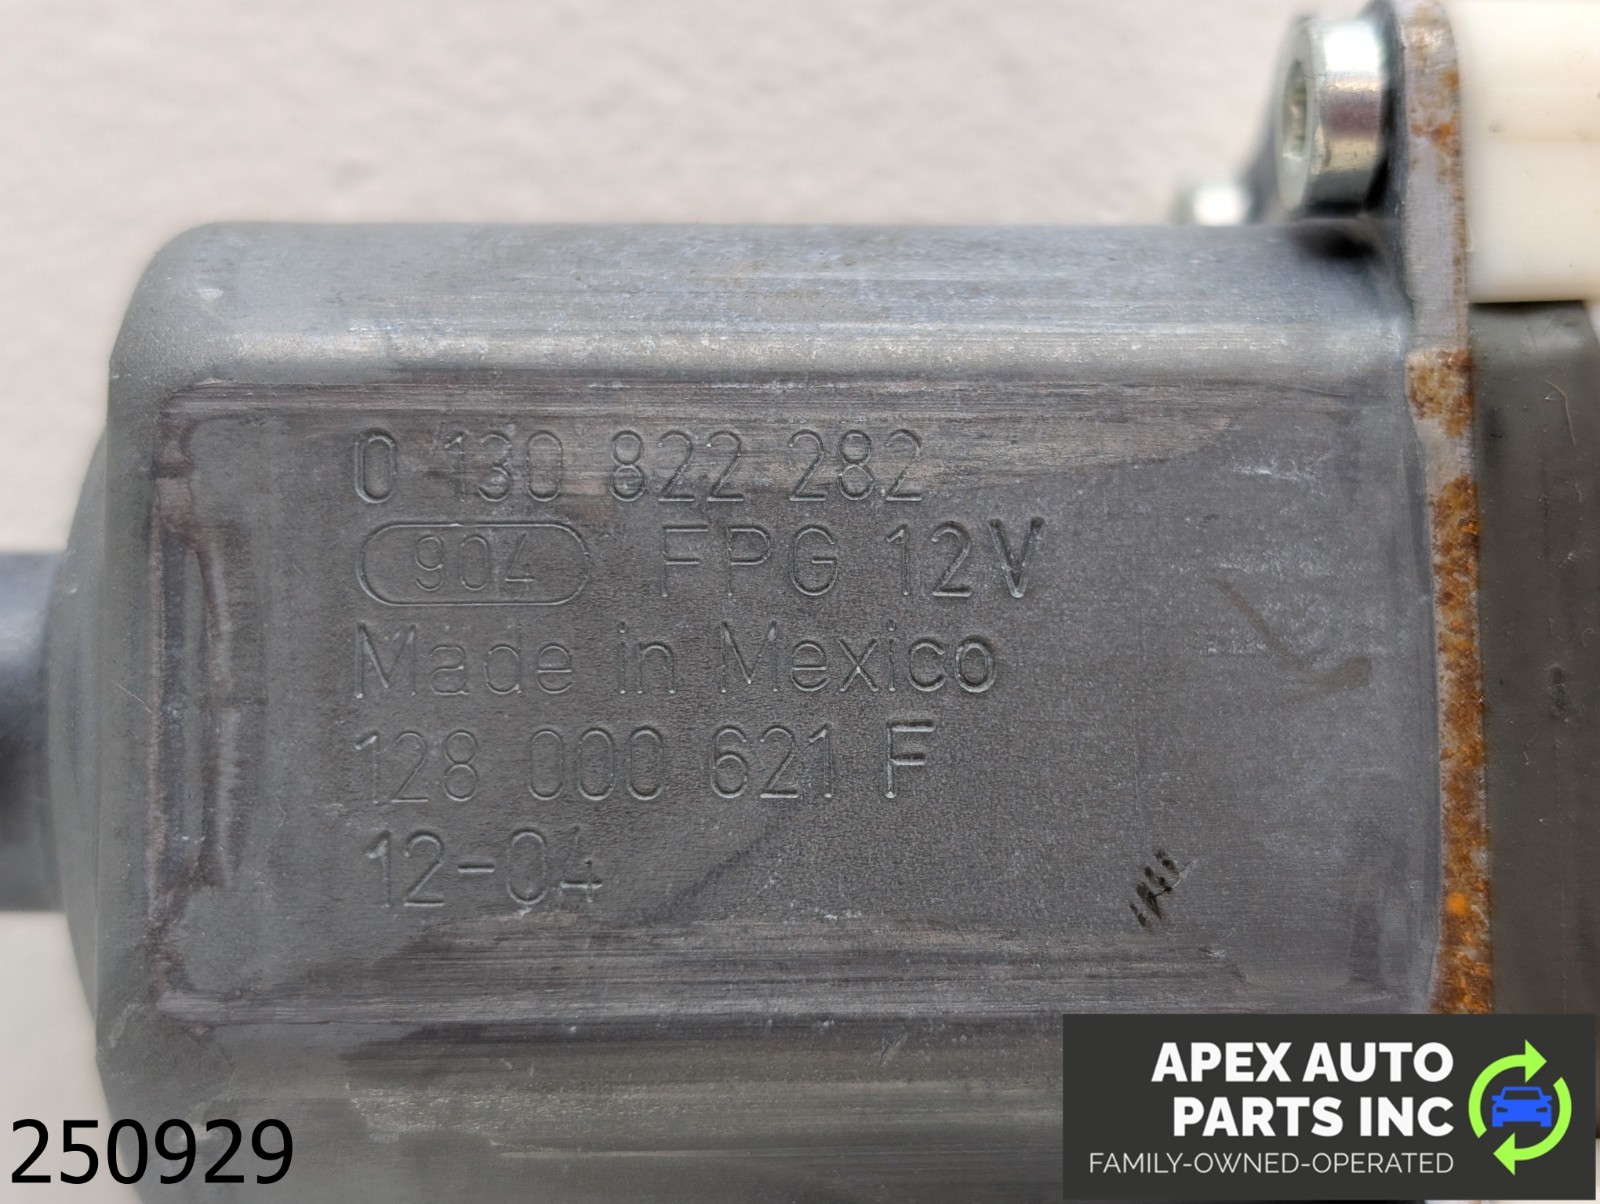 0 130 822 282
904 FPG 12V
Made in Mexico
128 000 621 F
12-04
250929
APEX AUTO
PARTS INC
FAMILY-OWNED-OPERATED